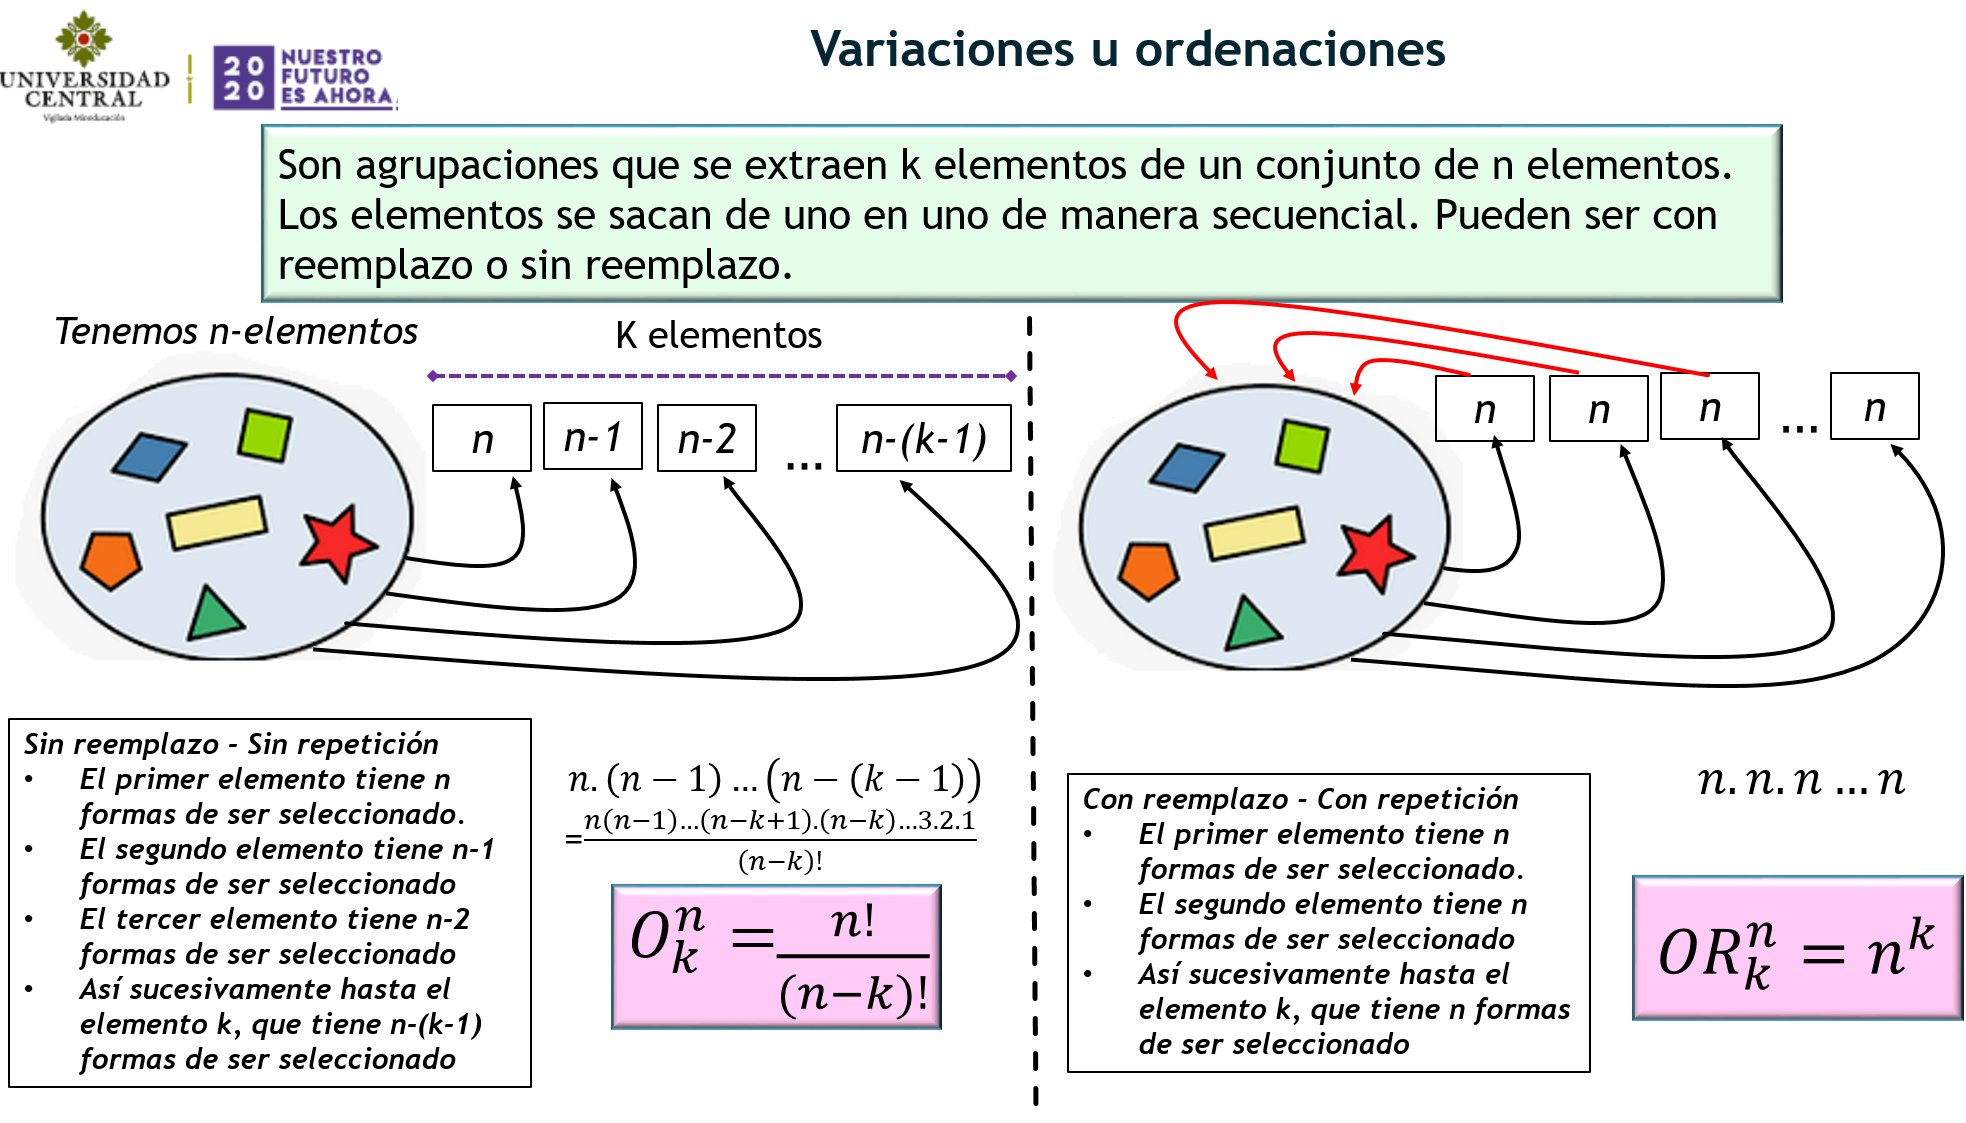 UNIVERSIDAD
CENTRAL
Vigilada Mineducación
20
20
NUESTRO
FUTURO
ES AHORA
Variaciones u ordenaciones
Son agrupaciones que se extraen k elementos de un conjunto de n elementos.
Los elementos se sacan de uno en uno de manera secuencial. Pueden ser con
reemplazo o sin reemplazo.
Tenemos n-elementos
K elementos
n
n-1
n-2
...
n-(k-1)
n
n
n
...
n
Sin reemplazo - Sin repetición
• El primer elemento tiene n
formas de ser seleccionado.
• El segundo elemento tiene n-1
formas de ser seleccionado
• El tercer elemento tiene n-2
formas de ser seleccionado
• Así sucesivamente hasta el
elemento k, que tiene n-(k-1)
formas de ser seleccionado
n.(n − 1) ... (n − (k − 1))
=\frac{n(n−1)...(n−k+1).(n−k)...3.2.1}{(n−k)!}
O_k^n = \frac{n!}{(n−k)!}
Con reemplazo - Con repetición
• El primer elemento tiene n
formas de ser seleccionado.
• El segundo elemento tiene n
formas de ser seleccionado
• Así sucesivamente hasta el
elemento k, que tiene n formas
de ser seleccionado
n.n.n ... n
OR_k^n = n^k